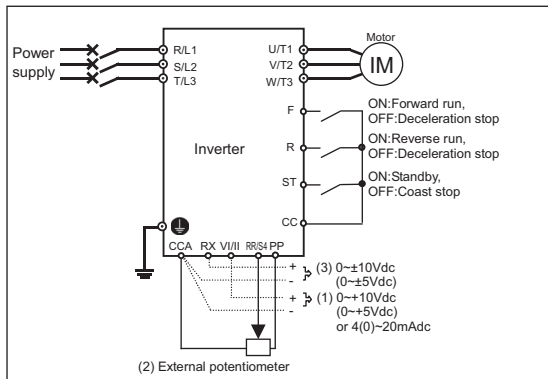 Power
supply
R/L1
S/L2
T/L3
Inverter
U/T1
V/T2
W/T3
Motor
IM
F
ON:Forward run,
OFF:Deceleration stop
R
ON:Reverse run,
OFF:Deceleration stop
ST
ON:Standby,
OFF:Coast stop
CC
CCA RX VI/II RR/S4 PP
+
-
(3) 0~±10Vdc
(0~±5Vdc)
+
-
(1) 0~+10Vdc
(0~+5Vdc)
or 4(0)~20mAdc
(2) External potentiometer